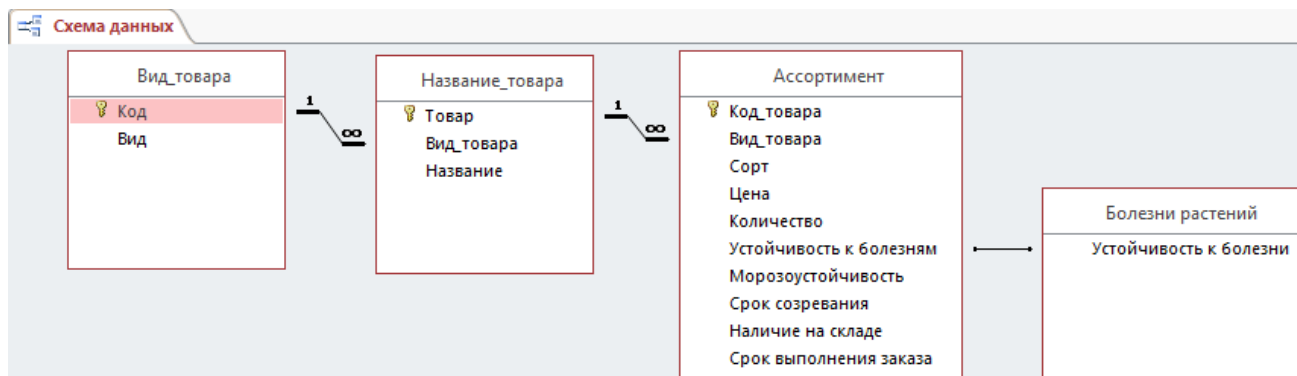 Схема данных
Вид_товара
Код
Вид
1
∞
Название_товара
Товар
Вид_товара
Название
1
∞
Ассортимент
Код_товара
Вид_товара
Сорт
Цена
Количество
Устойчивость к болезням
Морозоустойчивость
Срок созревания
Наличие на складе
Срок выполнения заказа
Болезни растений
Устойчивость к болезни